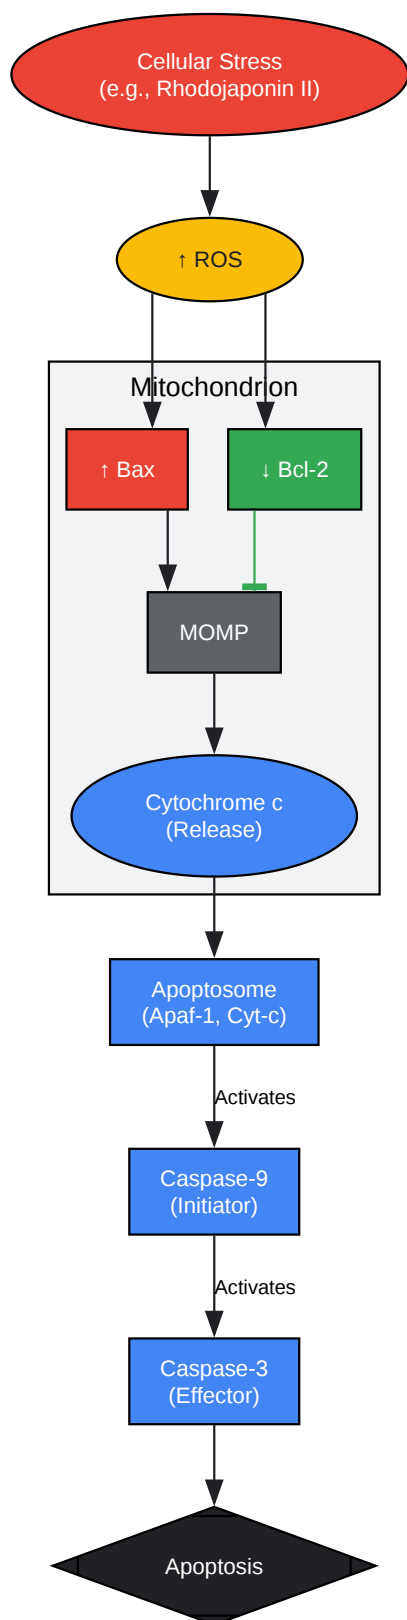 Cellular Stress
(e.g., Rhodojaponin II)
↑ ROS
Mitochondrion
↑ Bax
↓ Bcl-2
MOMP
Cytochrome c
(Release)
Apoptosome
(Apaf-1, Cyt-c)
Activates
Caspase-9
(Initiator)
Activates
Caspase-3
(Effector)
Apoptosis